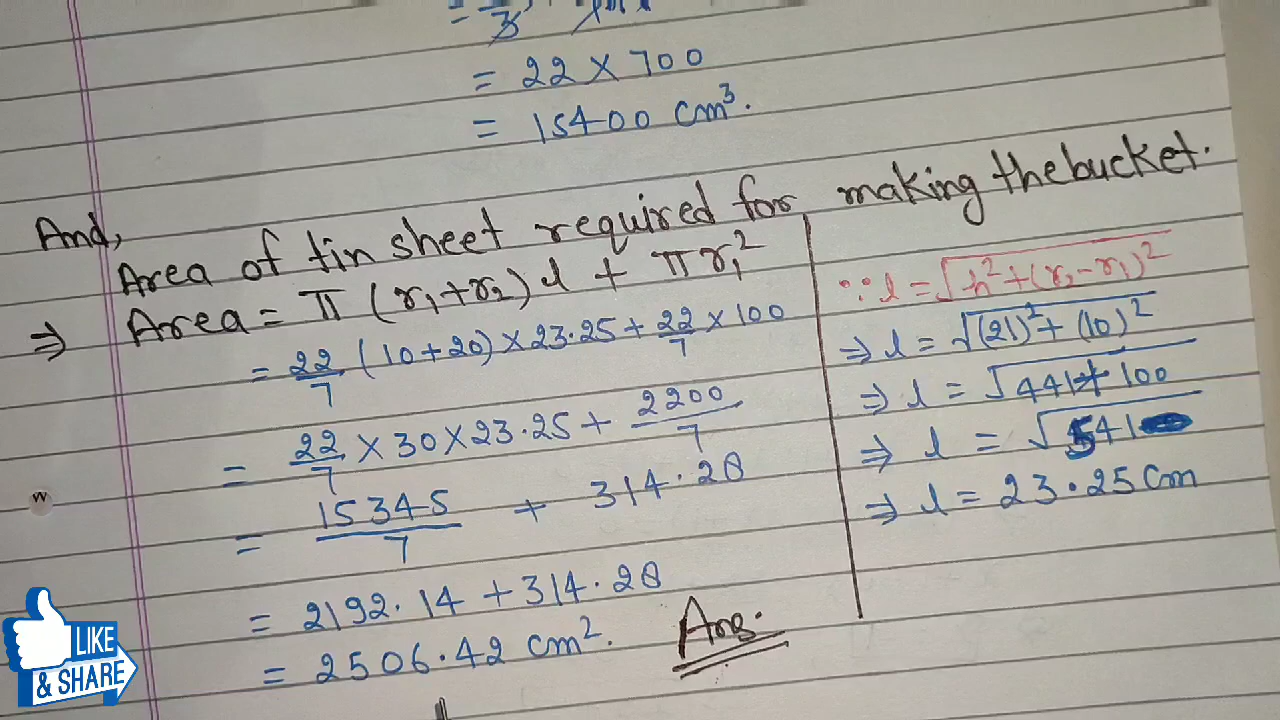 = 22 × 700
= 15400 cm³.
And,
Area of tin sheet required for making the bucket.
⇒ Area = π (r₁+r₂) l + πr₁²
= 22/7 (10+20) × 23.25 + 22/7 × 100
= 22/7 × 30 × 23.25 + 2200/7
= 15345/7 + 314.28
= 2192.14 + 314.28
= 2506.42 cm². Ans.
∵ l = √h²+(r₂-r₁)²
⇒ l = √(21)²+(10)²
⇒ l = √441+100
⇒ l = √541
⇒ l = 23.25 cm
W
LIKE
& SHARE